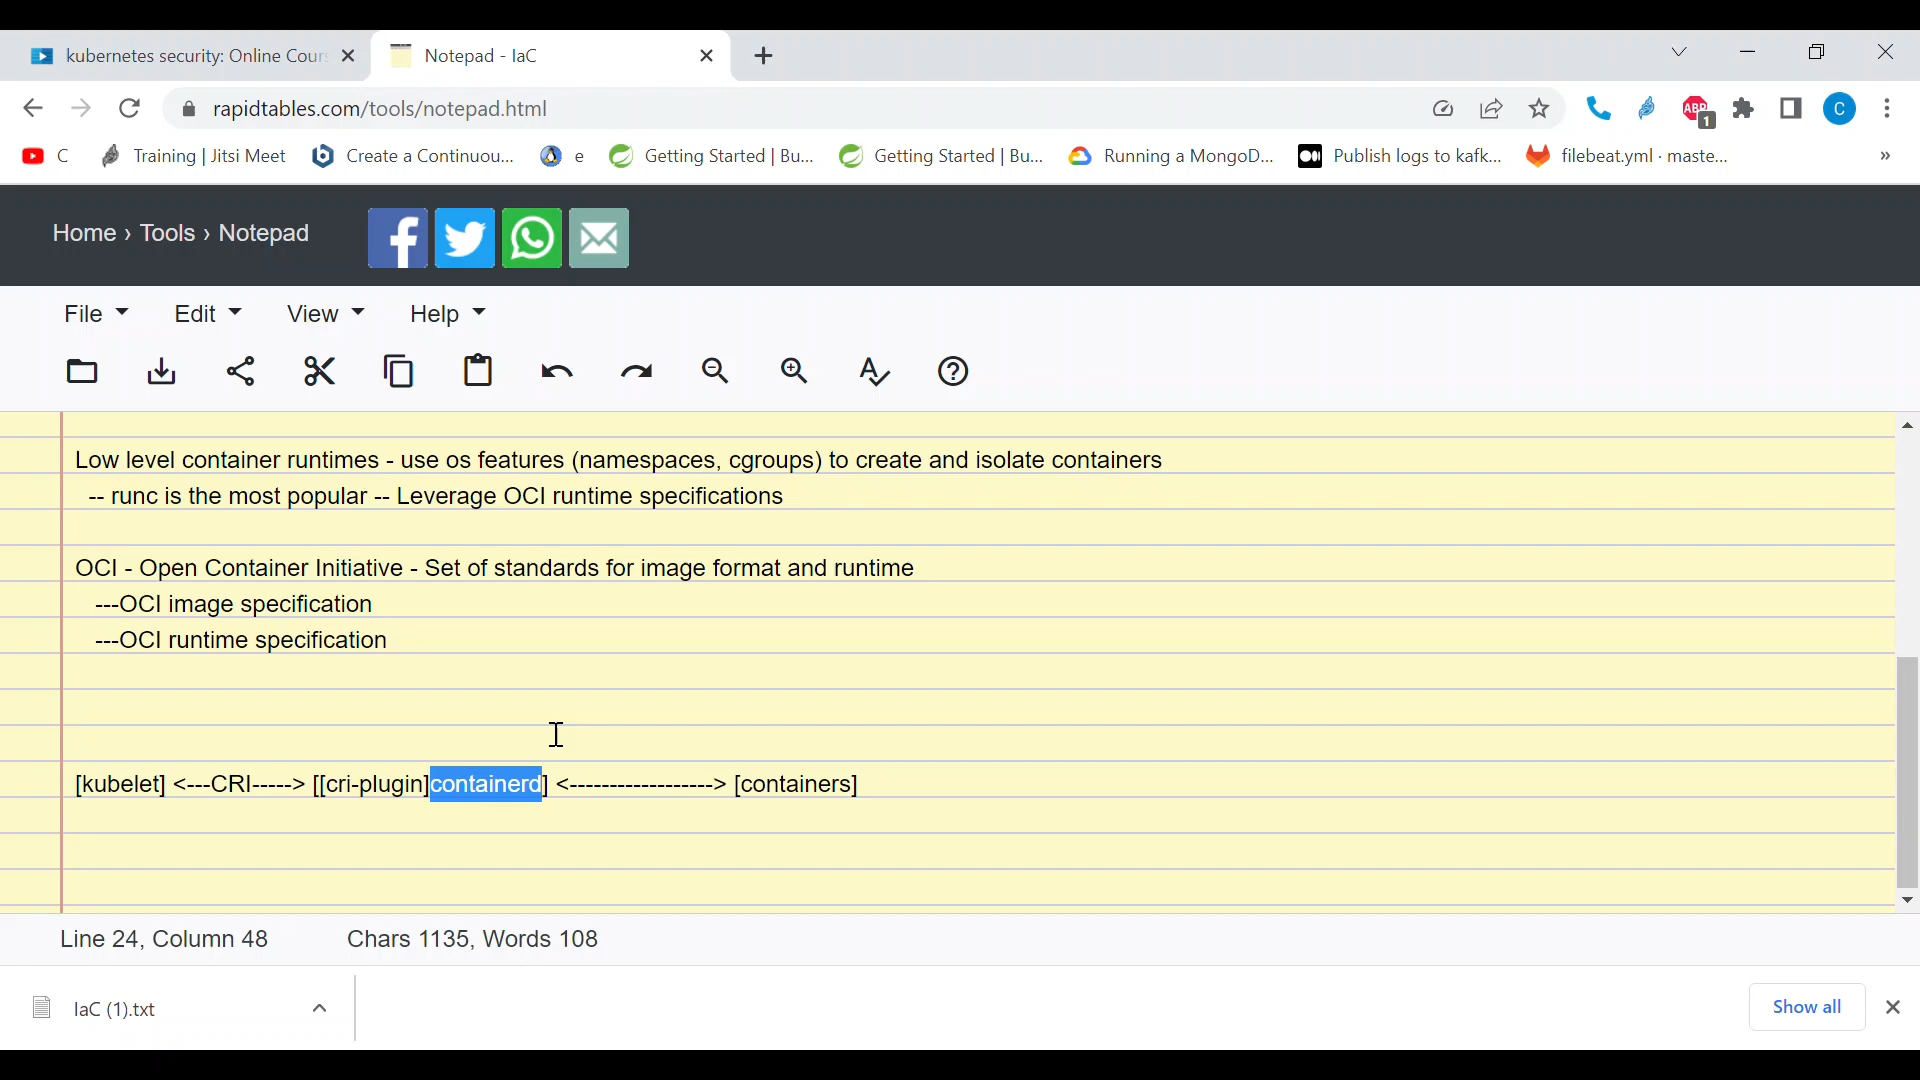 kubernetes security: Online Cour
Notepad - IaC
rapidtables.com/tools/notepad.html
ABP
1
C
C
Training | Jitsi Meet
Create a Continuou...
e
Getting Started | Bu...
Getting Started | Bu...
Running a MongoD...
Publish logs to kafk...
filebeat.yml · maste...
»
Home › Tools › Notepad
File
Edit
View
Help
Low level container runtimes - use os features (namespaces, cgroups) to create and isolate containers
-- runc is the most popular -- Leverage OCI runtime specifications
OCI - Open Container Initiative - Set of standards for image format and runtime
---OCI image specification
---OCI runtime specification
[kubelet] <---CRI-----> [[cri-plugin]containerd] <------------------> [containers]
Line 24, Column 48
Chars 1135, Words 108
IaC (1).txt
Show all